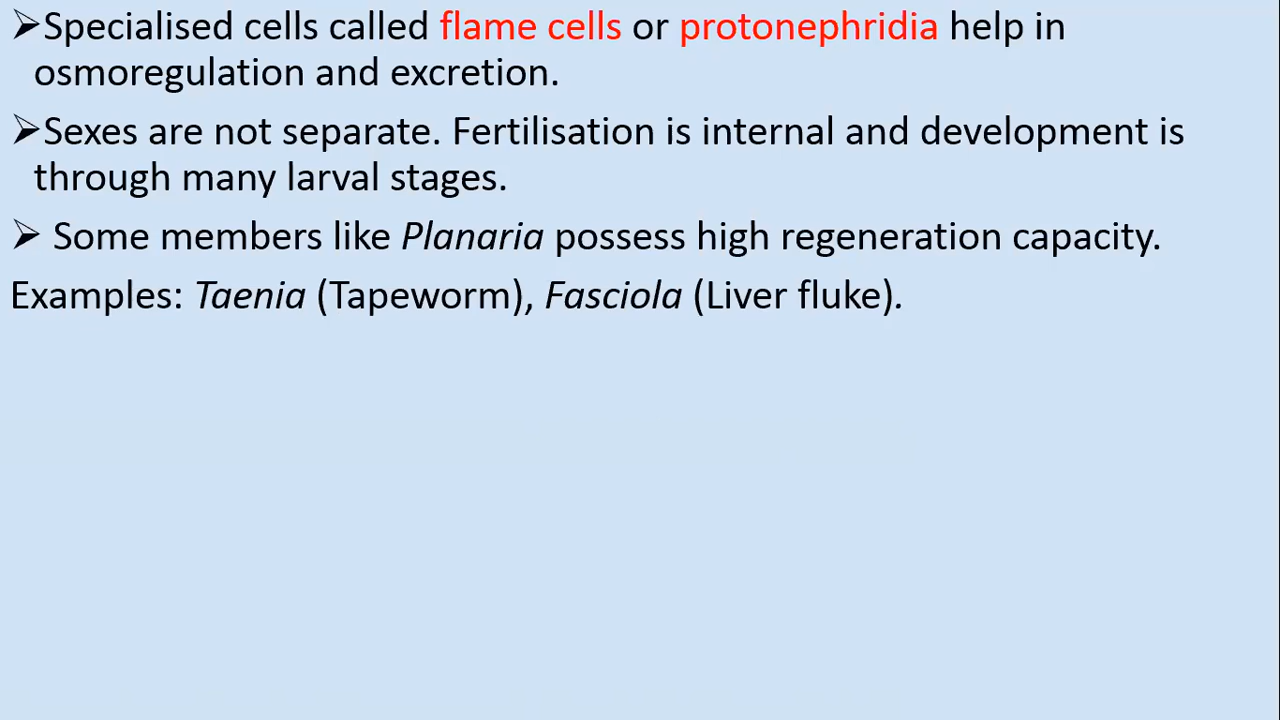 ➢Specialised cells called flame cells or protonephridia help in
osmoregulation and excretion.
➢Sexes are not separate. Fertilisation is internal and development is
through many larval stages.
➢ Some members like Planaria possess high regeneration capacity.
Examples: Taenia (Tapeworm), Fasciola (Liver fluke).